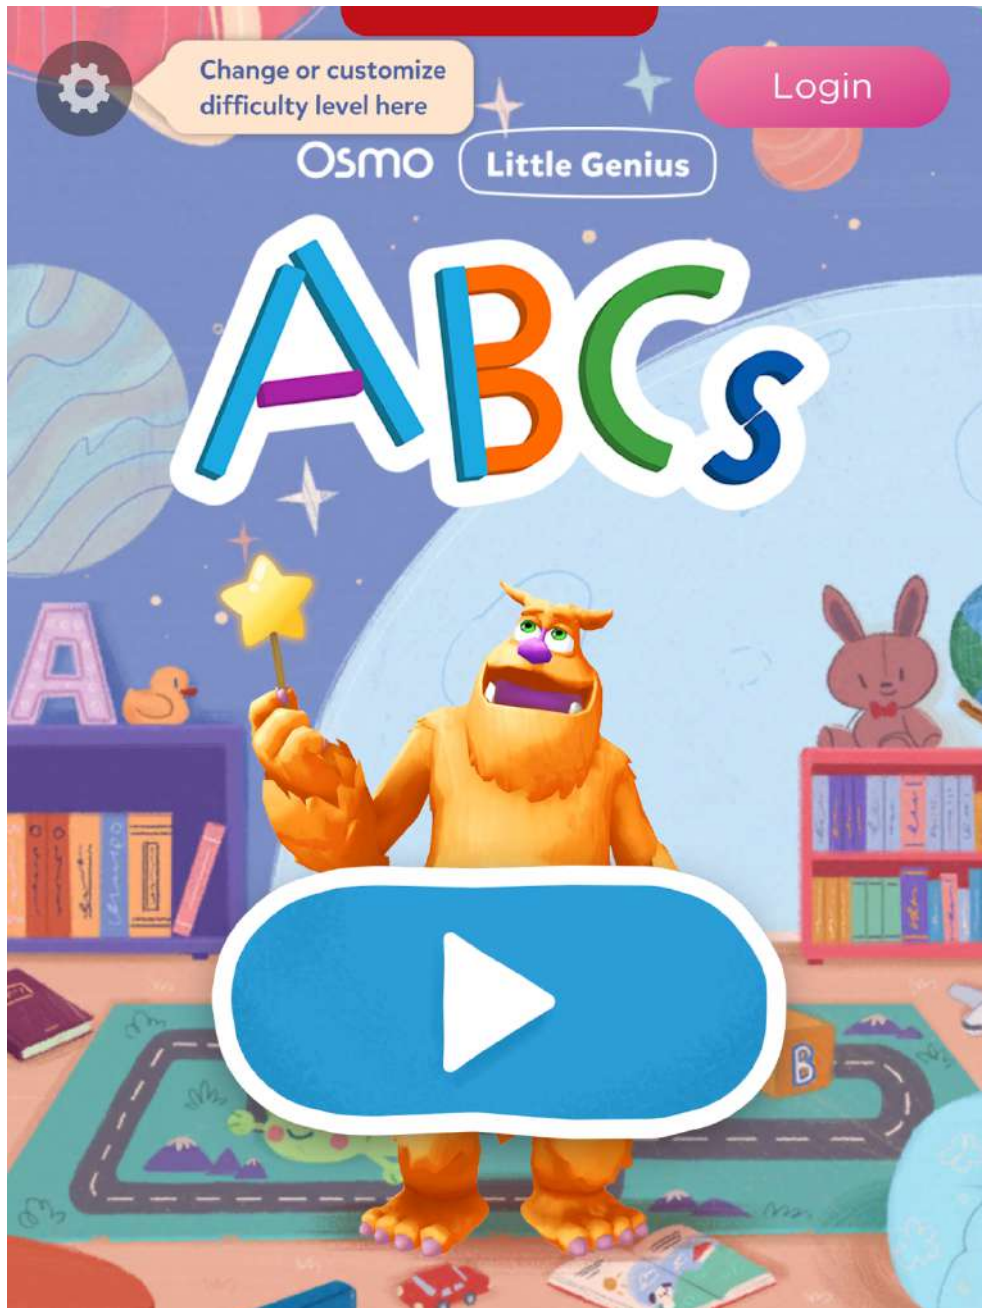 Change or customize
difficulty level here
Login
Osmo
Little Genius
ABCs
A
B